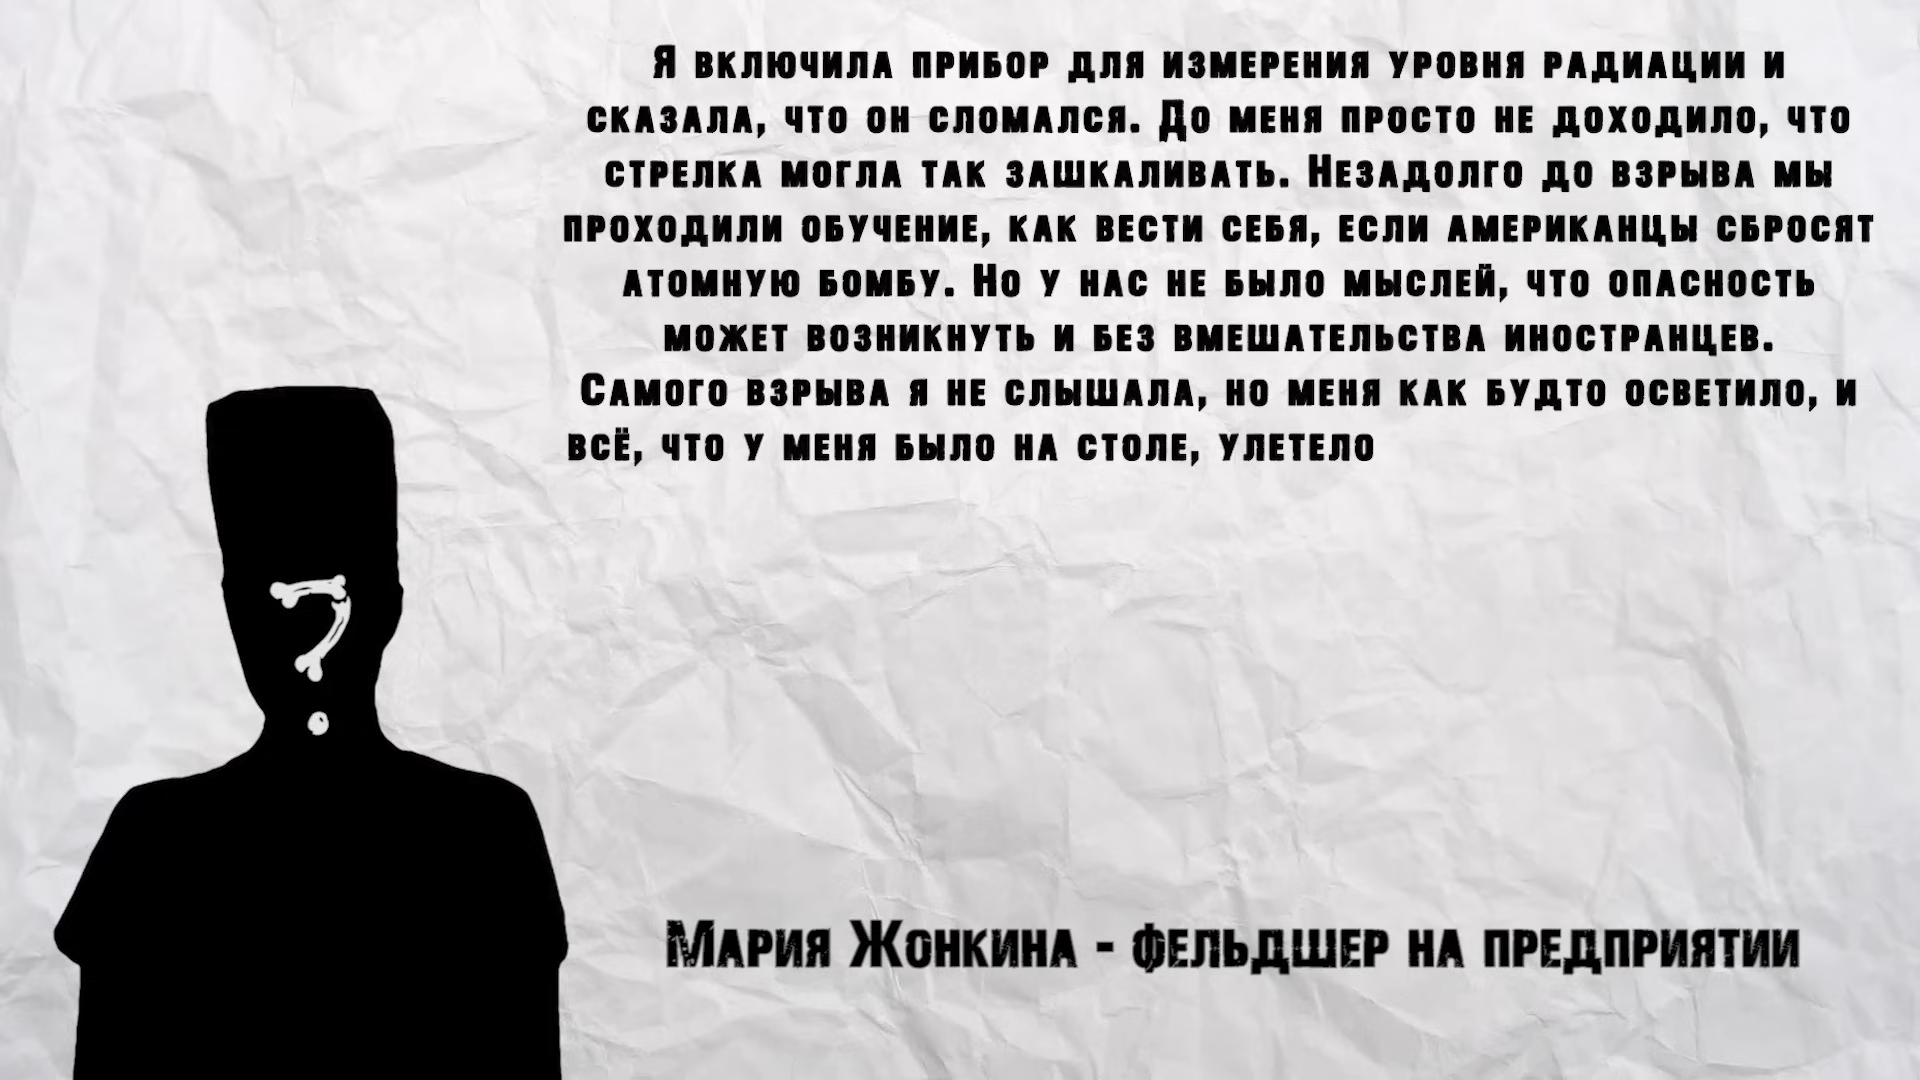 Я включила прибор для измерения уровня радиации и
сказала, что он сломался. До меня просто не доходило, что
стрелка могла так зашкаливать. Незадолго до взрыва мы
проходили обучение, как вести себя, если американцы сбросят
атомную бомбу. Но у нас не было мыслей, что опасность
может возникнуть и без вмешательства иностранцев.
Самого взрыва я не слышала, но меня как будто осветило, и
всё, что у меня было на столе, улетело
?
Мария Жонкина - фельдшер на предприятии